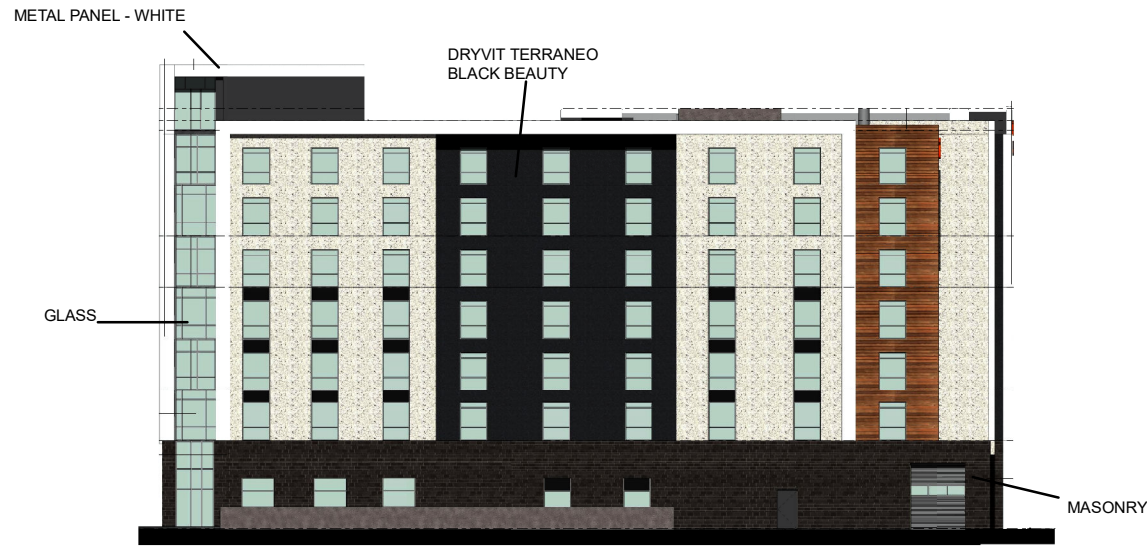 METAL PANEL - WHITE
DRYVIT TERRANEO
BLACK BEAUTY
GLASS
MASONRY